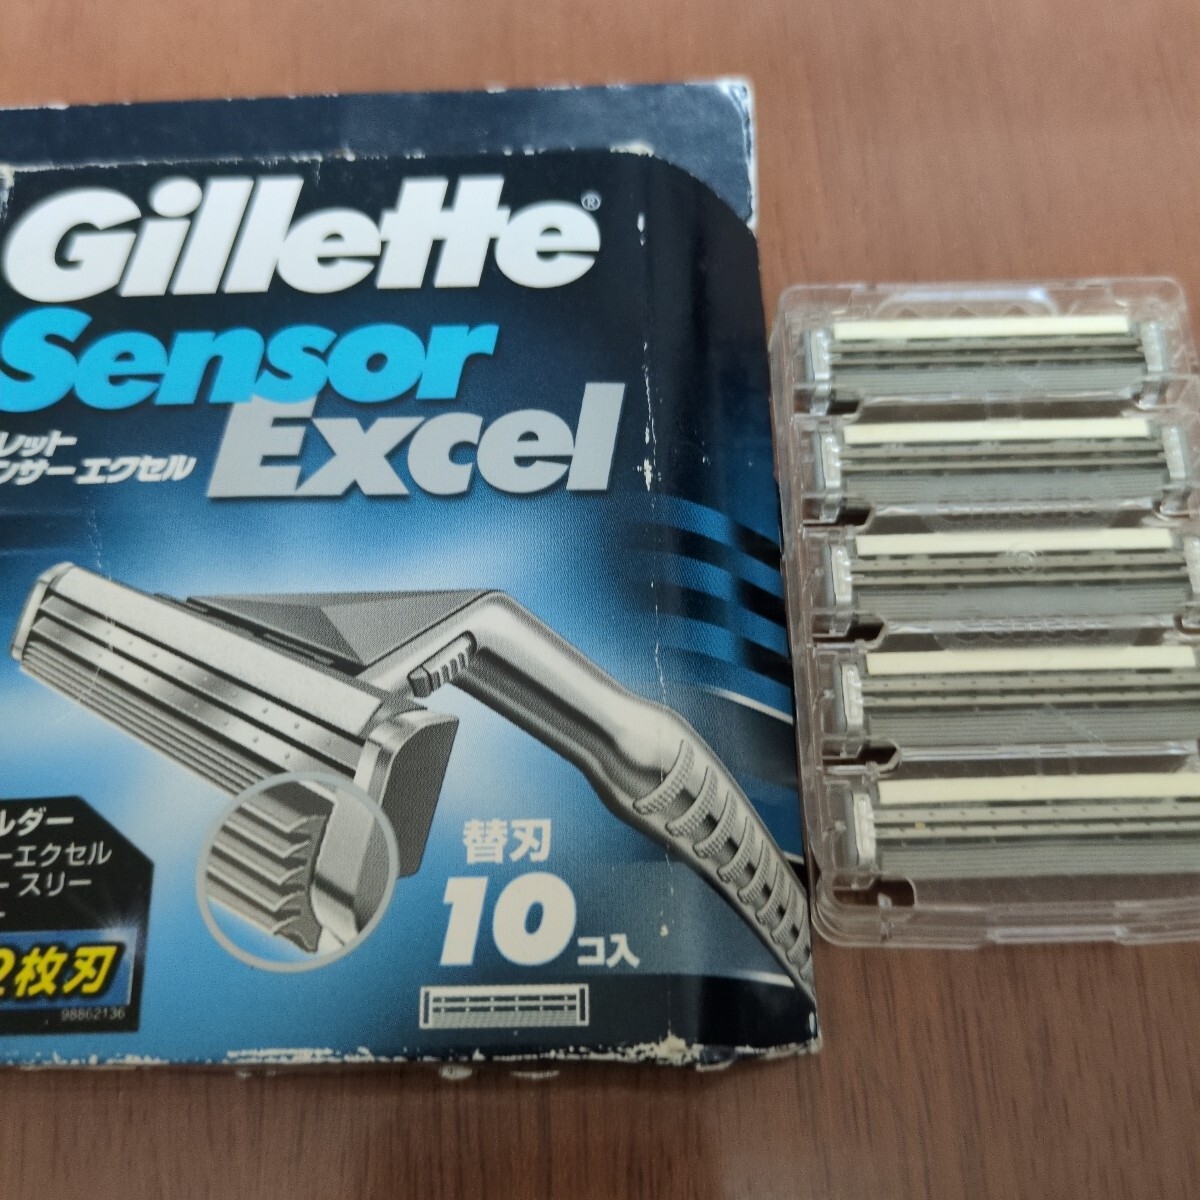 Gillette®
Sensor
Excel
レット
ンサー エクセル
ルダー
ーエクセル
ー スリー
ー
2枚刃
98862136
替刃
10コ入